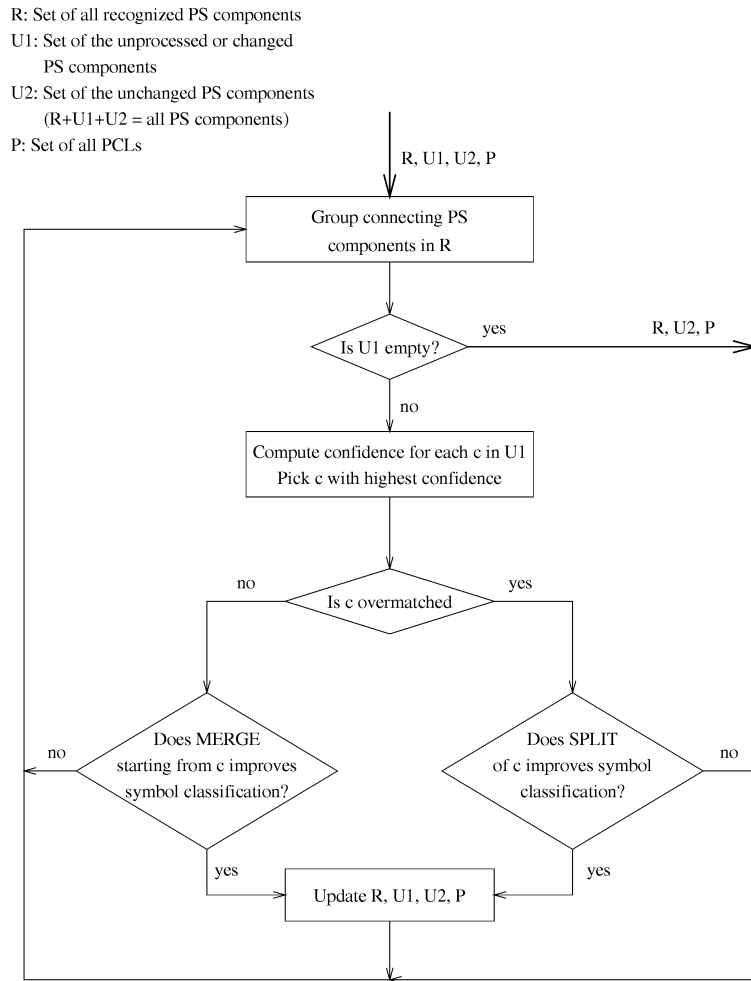 R: Set of all recognized PS components
U1: Set of the unprocessed or changed
PS components
U2: Set of the unchanged PS components
(R+U1+U2 = all PS components)
P: Set of all PCLs
R, U1, U2, P
Group connecting PS
components in R
Is U1 empty?
yes
R, U2, P
no
Compute confidence for each c in U1
Pick c with highest confidence
no
Is c overmatched
yes
no
Does MERGE
starting from c improves
symbol classification?
Does SPLIT
of c improves symbol
classification?
no
yes
yes
Update R, U1, U2, P